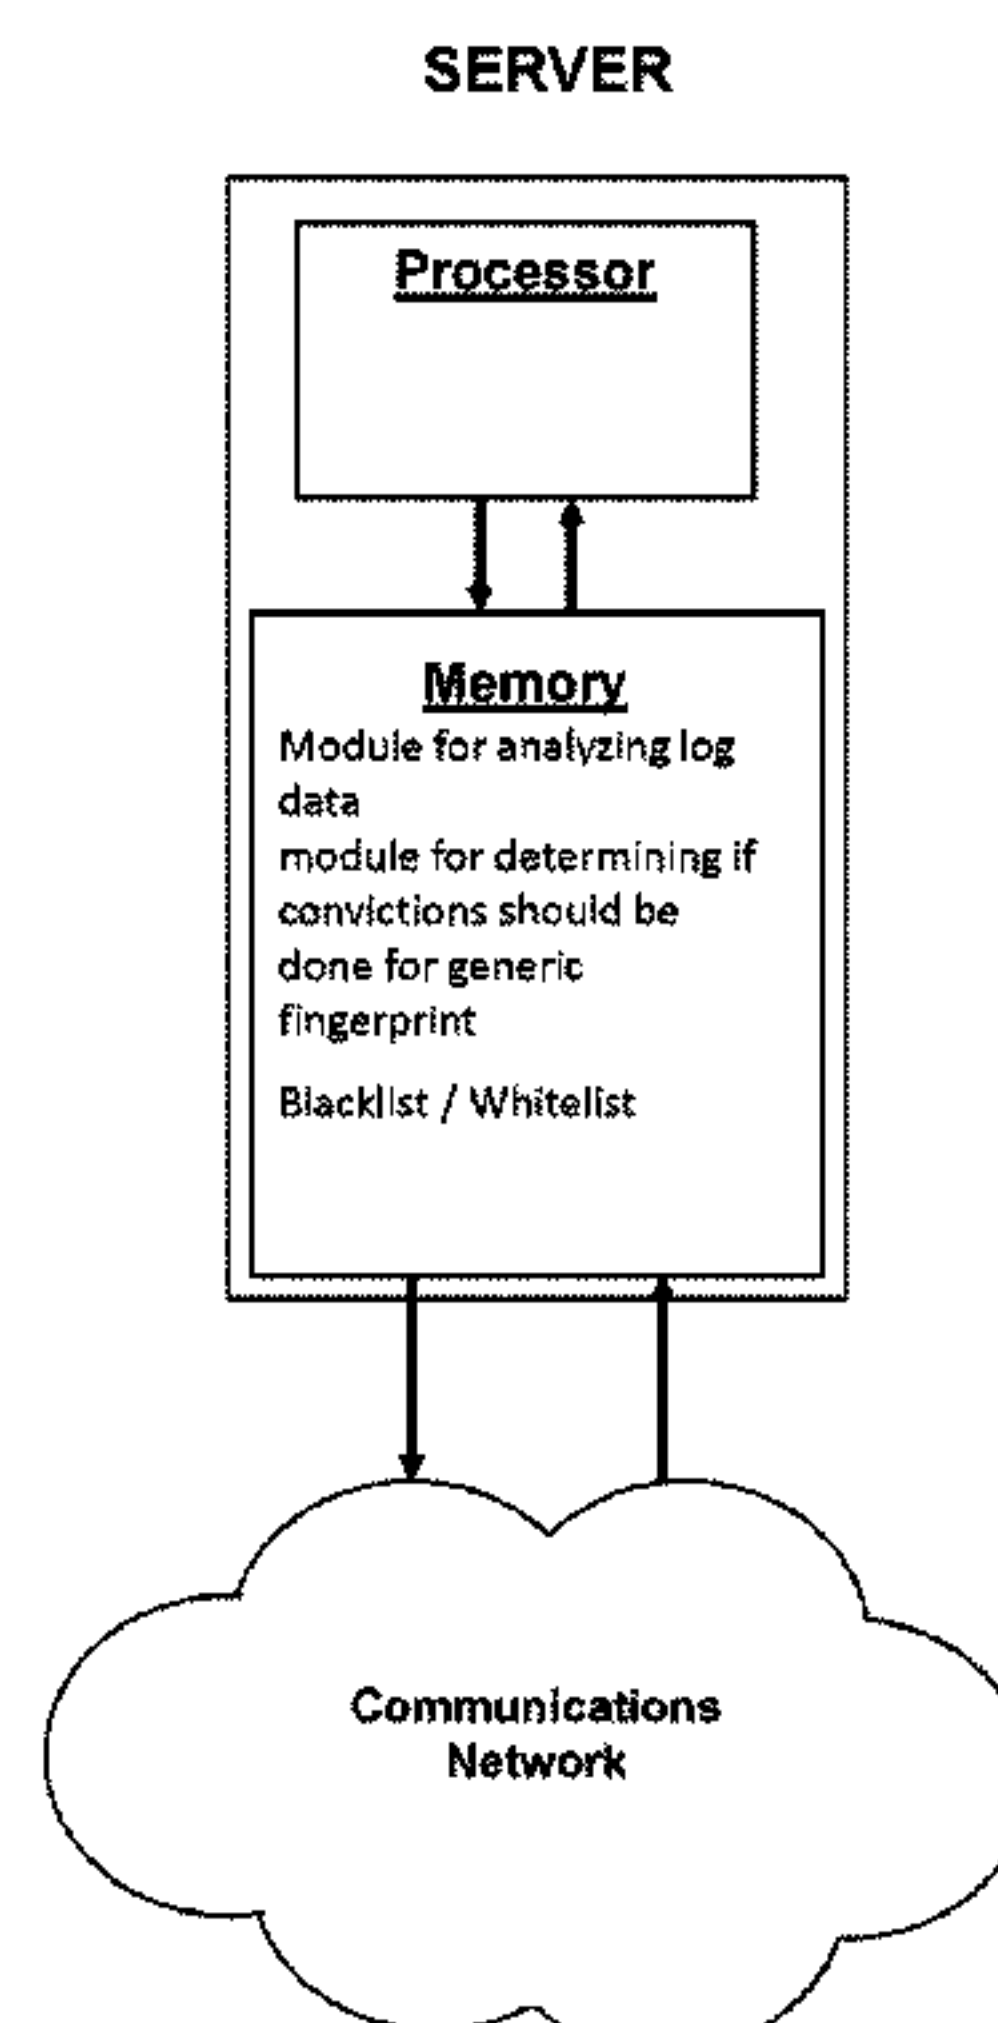 SERVER
Processor
Memory
Module for analyzing log
data
module for determining if
convictions should be
done for generic
fingerprint
Blacklist / Whitelist
Communications
Network